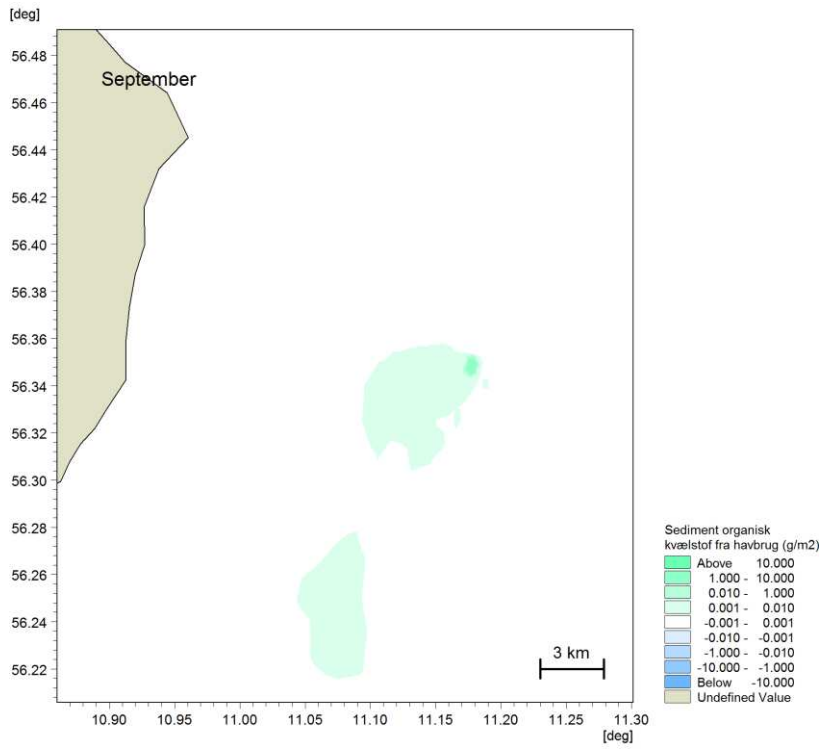 [deg]
56.48
September
56.46
56.44
56.42
56.40
56.38
56.36
56.34
56.32
56.30
56.28
56.26
56.24
56.22
3 km
10.90 10.95 11.00 11.05 11.10 11.15 11.20 11.25 11.30
[deg]
Sediment organisk
kvælstof fra havbrug (g/m2)
Above 10.000
1.000 - 10.000
0.010 - 1.000
0.001 - 0.010
-0.001 - 0.001
-0.010 - -0.001
-1.000 - -0.010
-10.000 - -1.000
Below -10.000
Undefined Value